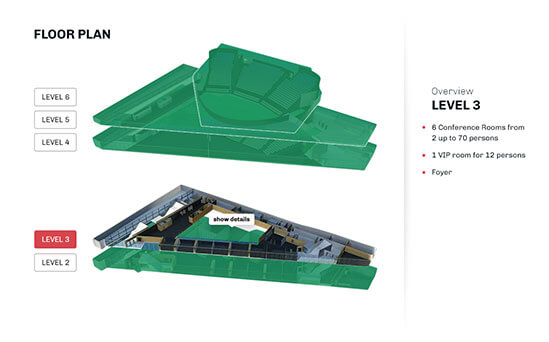 FLOOR PLAN
LEVEL 6
LEVEL 5
LEVEL 4
show details
LEVEL 3
LEVEL 2
Overview
LEVEL 3
6 Conference Rooms from
2 up to 70 persons
1 VIP room for 12 persons
Foyer